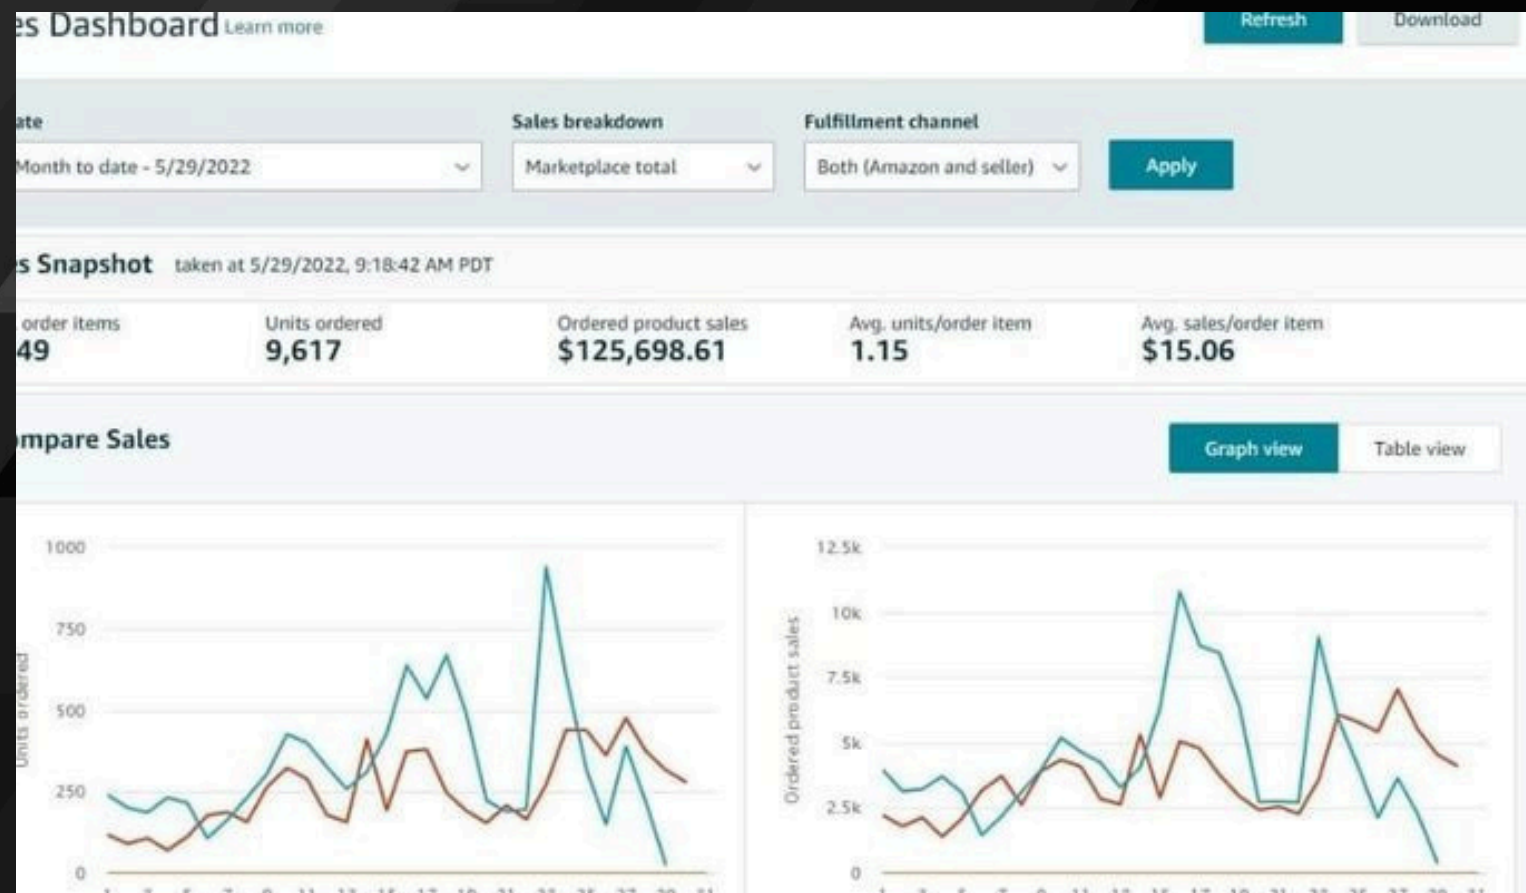 es Dashboard Learn more
Refresh
Download
ate
Sales breakdown
Fulfillment channel
Month to date - 5/29/2022
Marketplace total
Both (Amazon and seller)
Apply
s Snapshot taken at 5/29/2022, 9:18:42 AM PDT
order items
Units ordered
Ordered product sales
Avg. units/order item
Avg. sales/order item
49
9,617
$125,698.61
1.15
$15.06
ompare Sales
Graph view
Table view
Units ordered
1000
750
500
250
0
Ordered product sales
12.5k
10k
7.5k
5k
2.5k
0